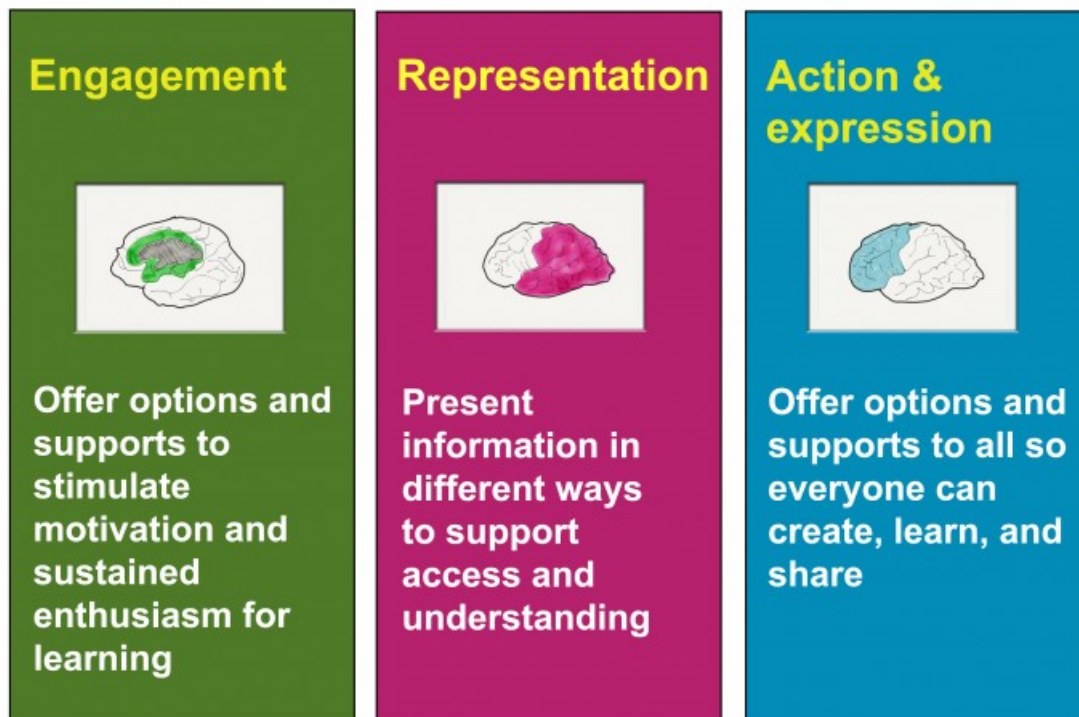 Engagement
Offer options and
supports to
stimulate
motivation and
sustained
enthusiasm for
learning
Representation
Present
information in
different ways
to support
access and
understanding
Action &
expression
Offer options and
supports to all so
everyone can
create, learn, and
share